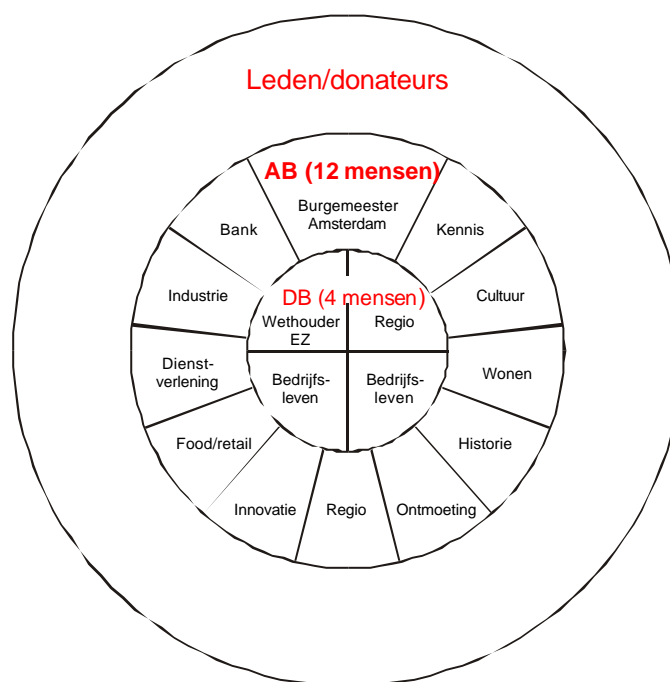 Leden/donateurs
AB (12 mensen)
Burgemeester
Amsterdam
Bank
Kennis
Industrie
Cultuur
DB (4 mensen)
Wethouder
EZ
Regio
Dienst-
verlening
Wonen
Bedrijfs-
leven
Bedrijfs-
leven
Food/retail
Historie
Innovatie
Regio
Ontmoeting